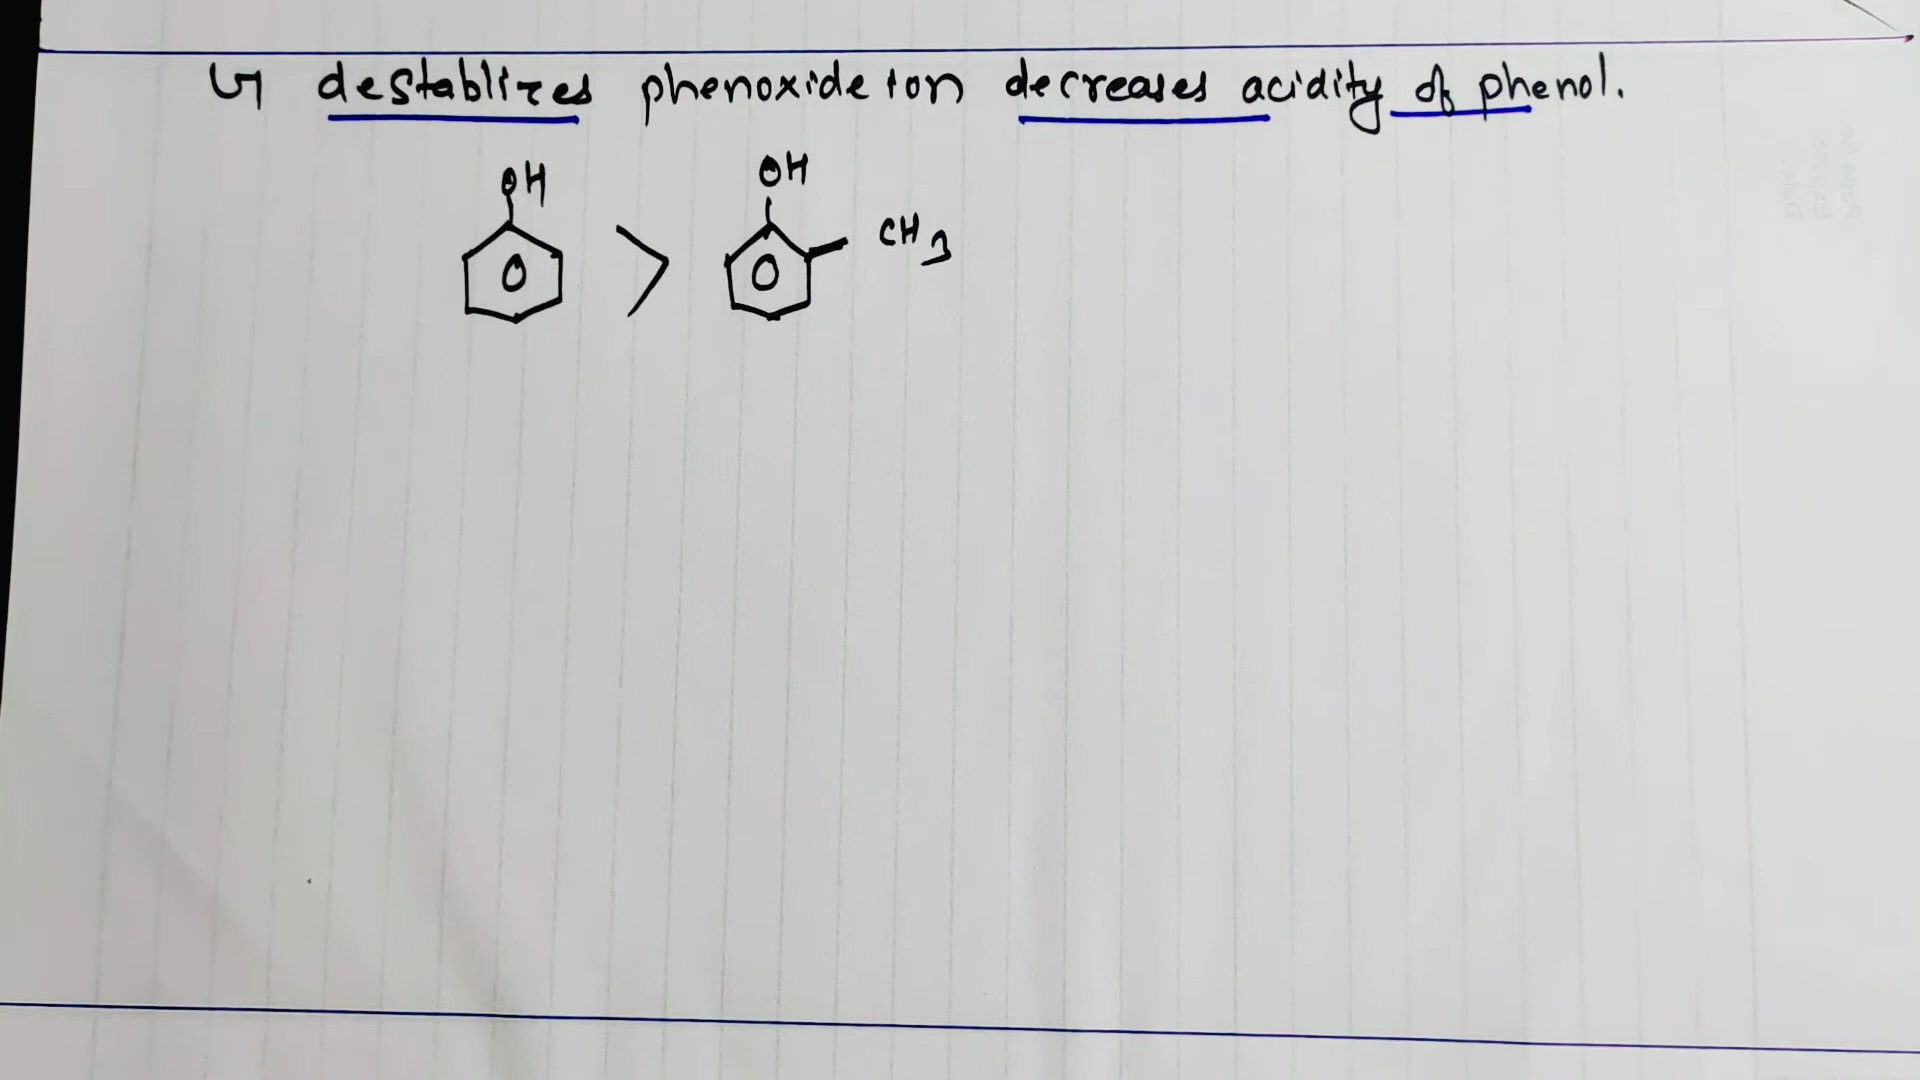 ↳ destablizes phenoxide ion decreases acidity of phenol.
OH OH
> CH3